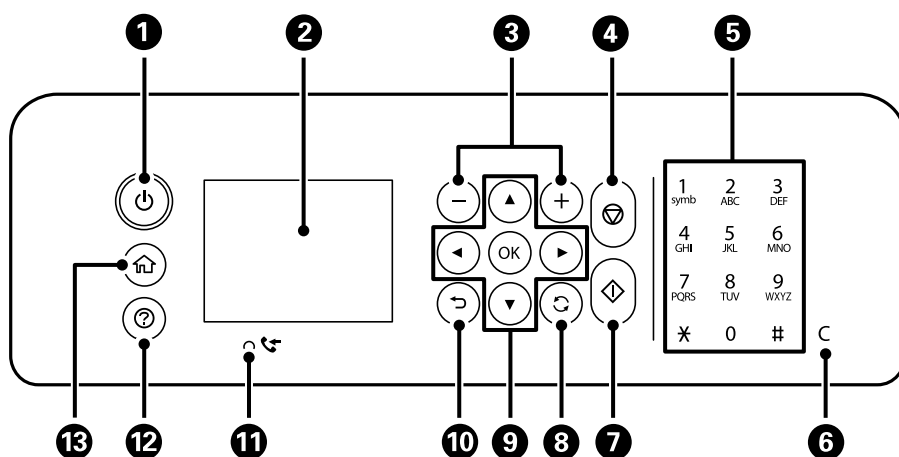 1 2 3 4 5
− +
OK
1 2 3
symb ABC DEF
4 5 6
GHI JKL MNO
7 8 9
PQRS TUV WXYZ
* 0 #
C
?
13 12 11 10 9 8 7 6